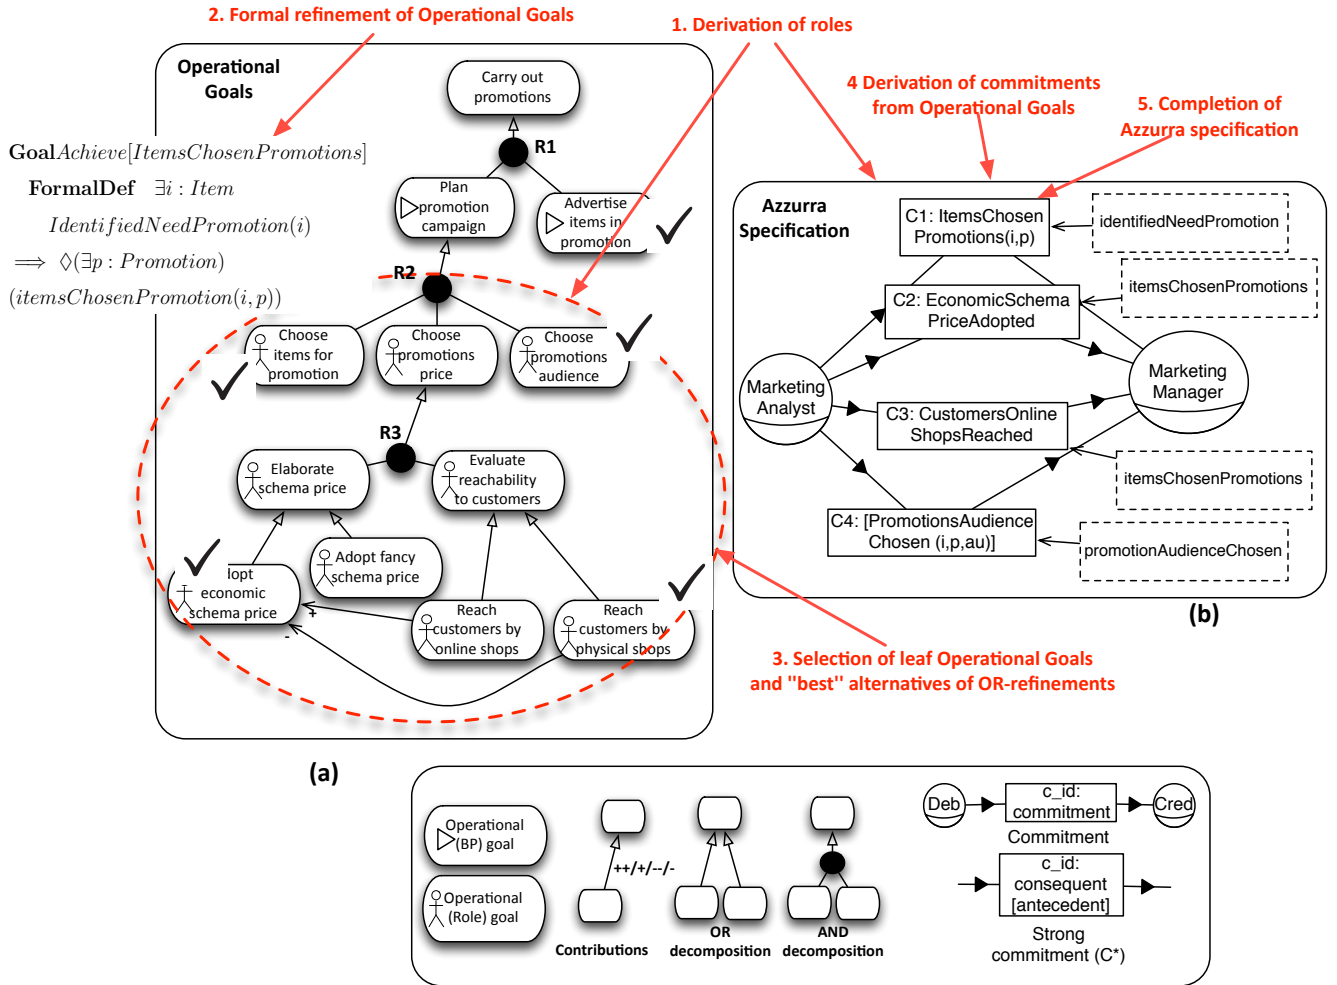 2. Formal refinement of Operational Goals
1. Derivation of roles
Operational
Goals
Carry out
promotions
4 Derivation of commitments
from Operational Goals
5. Completion of
Azzurra specification
GoalAchieve[ItemsChosenPromotions]
FormalDef ∃i : Item
IdentifiedNeedPromotion(i)
⟹ ◊(∃p : Promotion)
(itemsChosenPromotion(i, p))
R1
Plan
promotion
campaign
Advertise
items in
promotion
R2
Choose
items for
promotion
Choose
promotions
price
Choose
promotions
audience
R3
Elaborate
schema price
Evaluate
reachability
to customers
Adopt fancy
schema price
lopt
economic
schema price
+
-
Reach
customers by
online shops
Reach
customers by
physical shops
(a)
Azzurra
Specification
C1: ItemsChosen
Promotions(i,p)
identifiedNeedPromotion
C2: EconomicSchema
PriceAdopted
itemsChosenPromotions
Marketing
Analyst
Marketing
Manager
C3: CustomersOnline
ShopsReached
itemsChosenPromotions
C4: [PromotionsAudience
Chosen (i,p,au)]
promotionAudienceChosen
(b)
3. Selection of leaf Operational Goals
and "best" alternatives of OR-refinements
Operational
(BP) goal
Operational
(Role) goal
++/+/--/-
Contributions
OR
decomposition
AND
decomposition
Deb
c_id:
commitment
Cred
Commitment
c_id:
consequent
[antecedent]
Strong
commitment (C*)